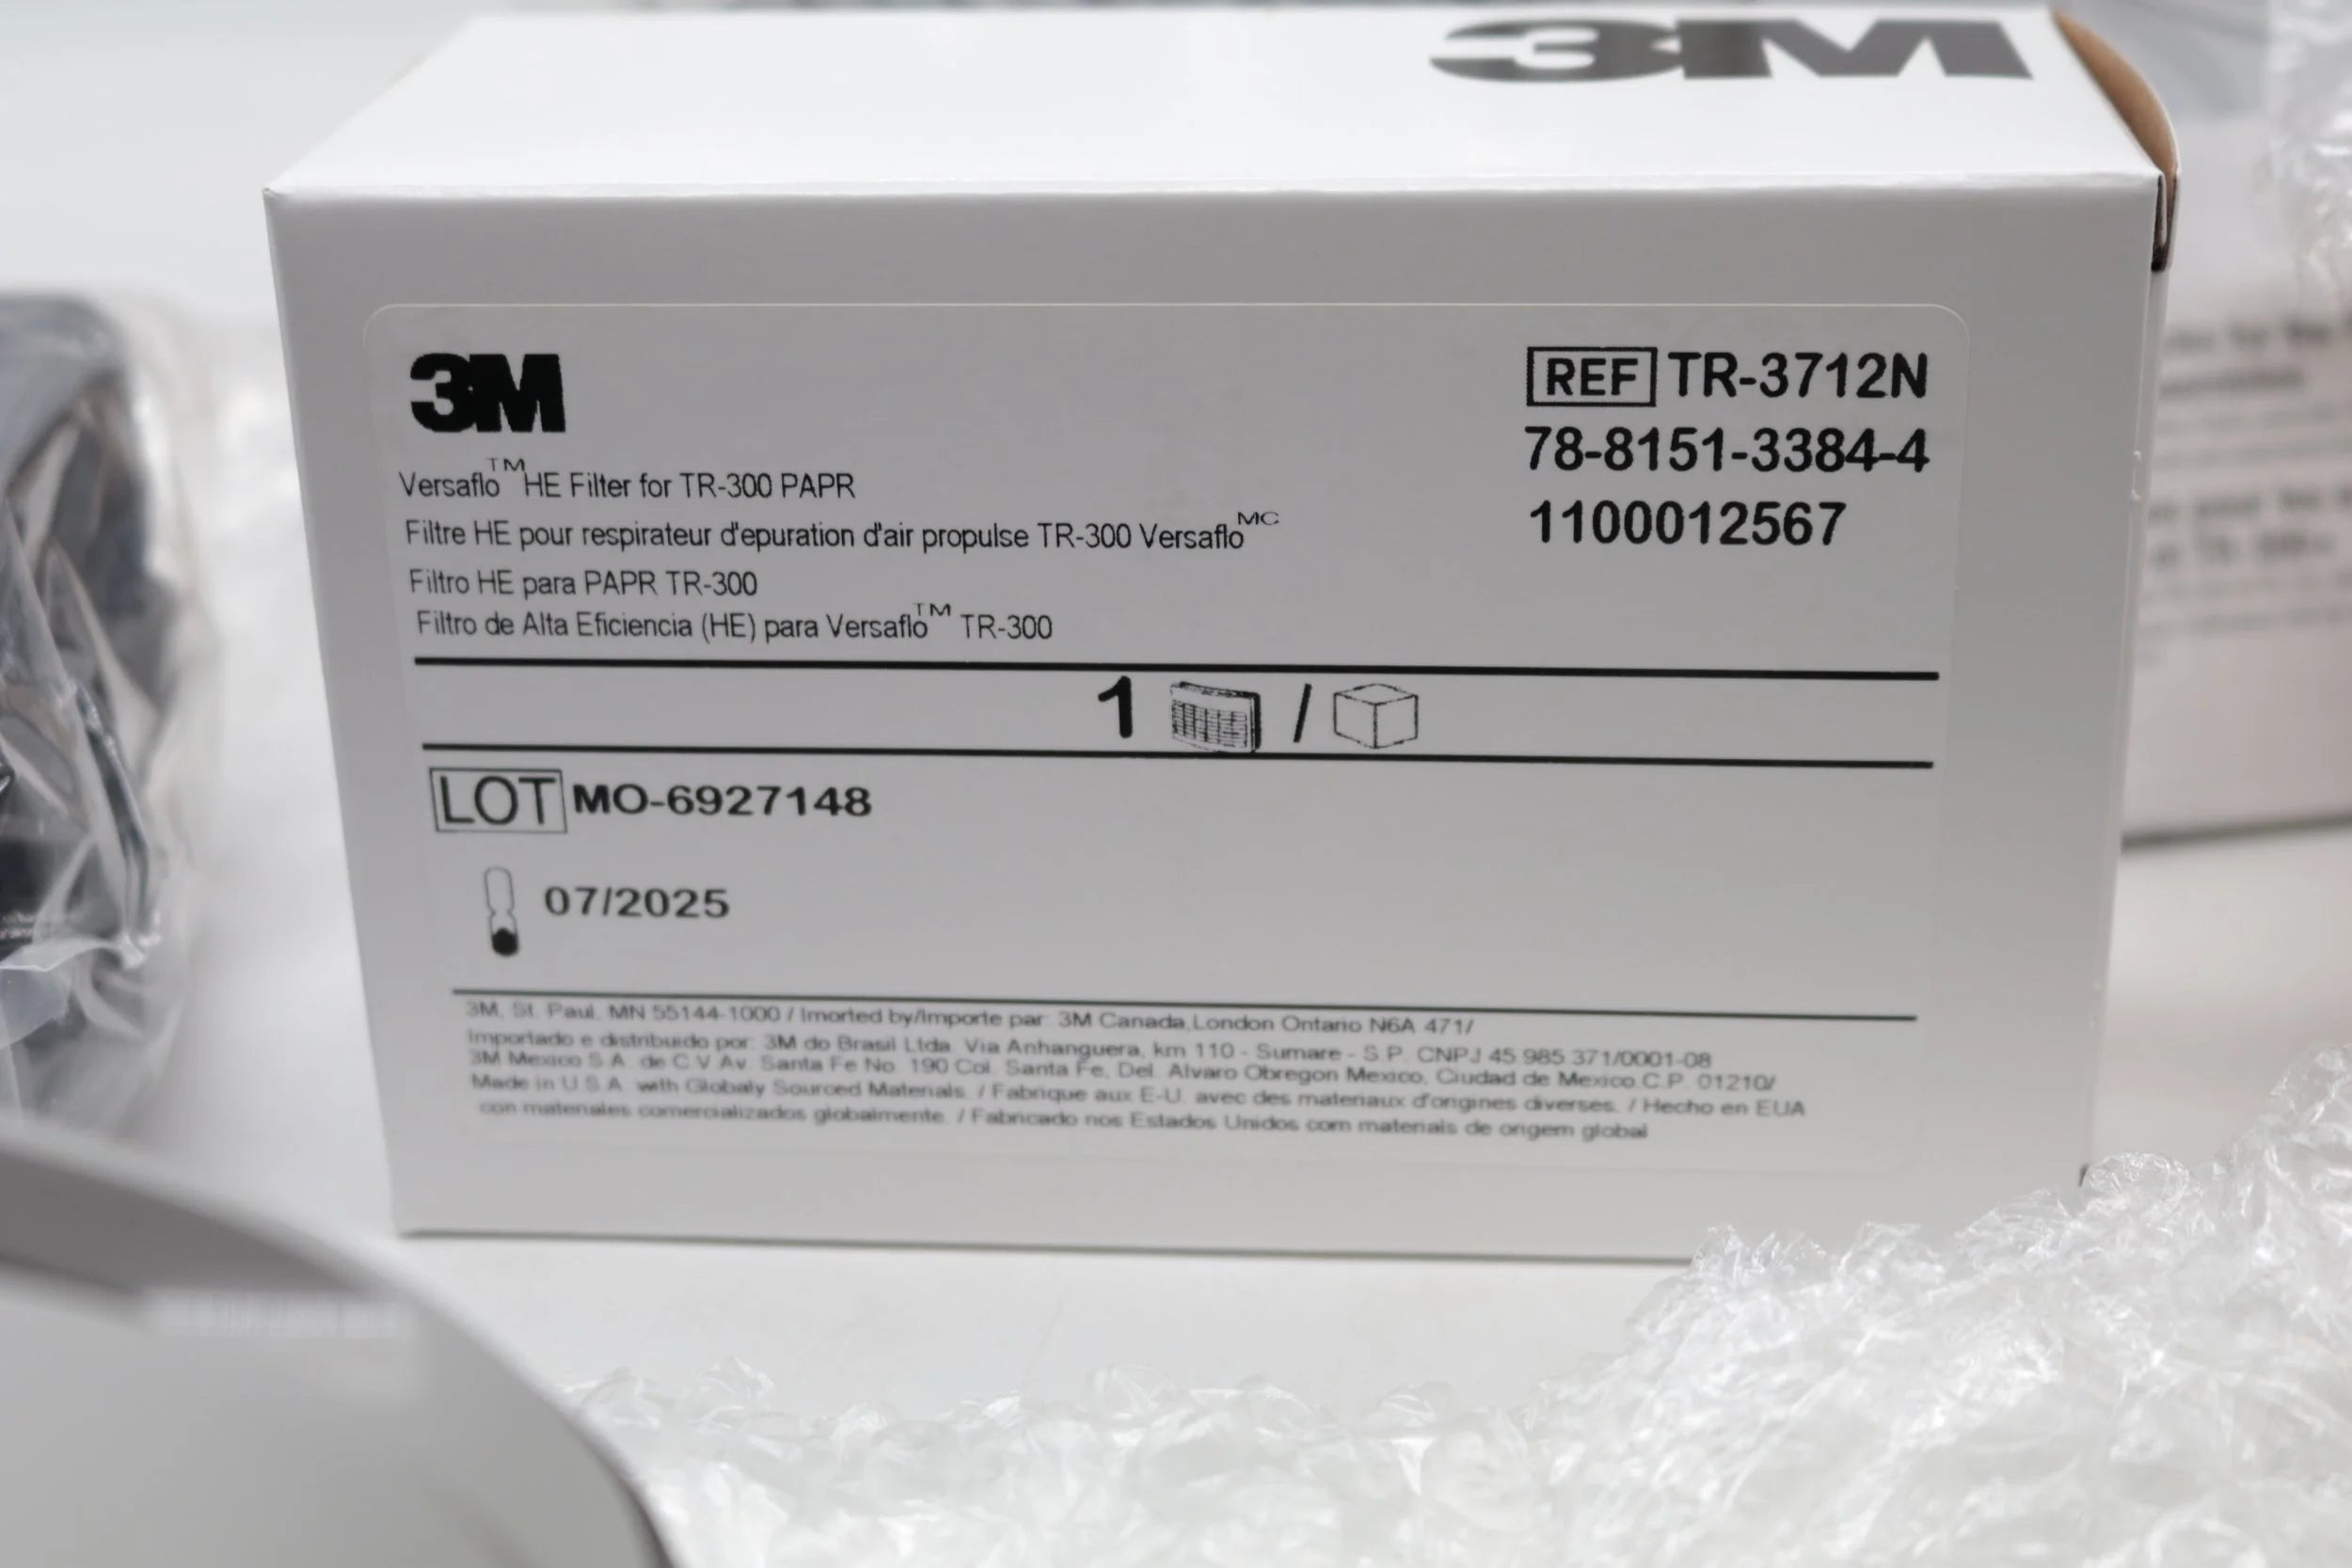 3M
3M
Versaflo™ HE Filter for TR-300 PAPR
Filtre HE pour respirateur d'epuration d'air propulse TR-300 Versaflo MC
Filtro HE para PAPR TR-300
Filtro de Alta Eficiencia (HE) para Versaflo™ TR-300
REF TR-3712N
78-8151-3384-4
1100012567
1 /
LOT MO-6927148
07/2025
3M, St. Paul, MN 55144-1000 / Imorted by/Importe par: 3M Canada,London Ontario N6A 4T1/
Importado e distribuido por: 3M do Brasil Ltda. Via Anhanguera, km 110 - Sumare - S.P. CNPJ 45.985.371/0001-08
3M Mexico S.A. de C.V Av. Santa Fe No. 190 Col. Santa Fe, Del. Alvaro Obregon Mexico, Ciudad de Mexico.C.P. 01210/
Made in U.S.A. with Globaly Sourced Materials. / Fabrique aux E-U. avec des materiaux d'origines diverses. / Hecho en EUA
con materiales comercializados globalmente. / Fabricado nos Estados Unidos com materiais de origem global